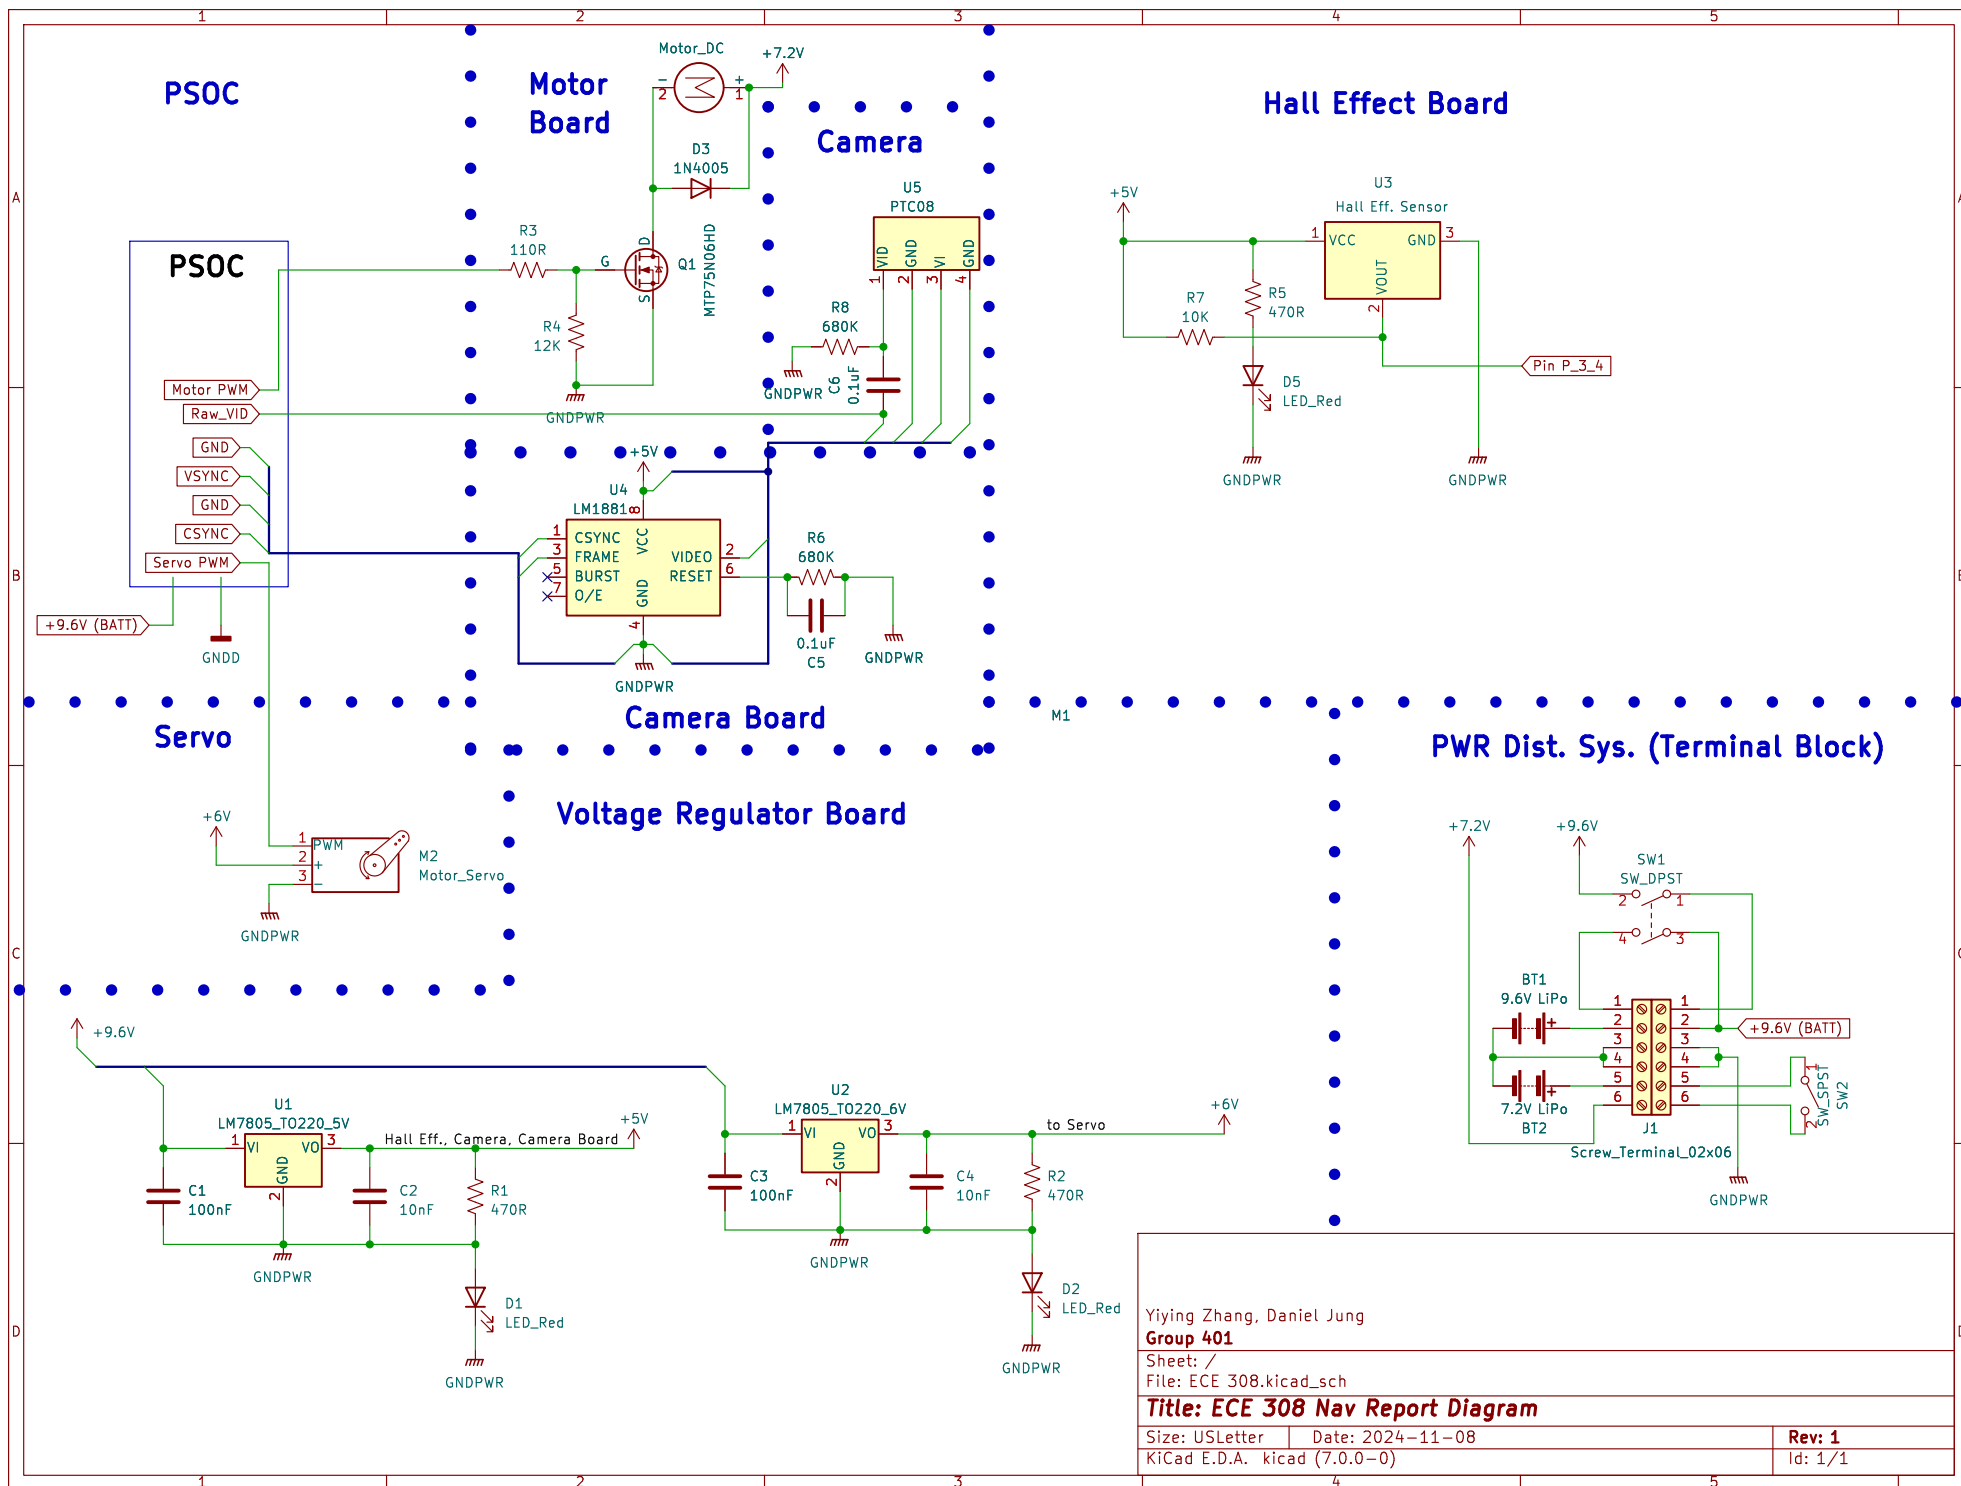 1 2 3 4 5
A
B
C
D
PSOC
PSOC
Motor PWM
Raw_VID
GND
VSYNC
GND
CSYNC
Servo PWM
+9.6V (BATT)
GNDD
Motor
Board
Motor_DC
+7.2V
- +
2 1
D3
1N4005
R3
110R
G
D
S
Q1
MTP75N06HD
R4
12K
GNDPWR
Camera
U5
PTC08
VID GND VI GND
1 2 3 4
R8
680K
GNDPWR
C6
0.1uF
Hall Effect Board
+5V
U3
Hall Eff. Sensor
1 VCC GND 3
VOUT
2
R5
470R
R7
10K
Pin P_3_4
D5
LED_Red
GNDPWR
GNDPWR
+5V
U4
LM1881
8
1 CSYNC VCC
3 FRAME VIDEO 2
5 BURST RESET 6
7 O/E GND
4
GNDPWR
R6
680K
0.1uF
C5
GNDPWR
Camera Board
M1
Servo
+6V
1 PWM
2 +
3 -
M2
Motor_Servo
GNDPWR
Voltage Regulator Board
+9.6V
U1
LM7805_TO220_5V
1 VI VO 3
GND
2
Hall Eff., Camera, Camera Board
+5V
C1
100nF
C2
10nF
R1
470R
GNDPWR
D1
LED_Red
GNDPWR
U2
LM7805_TO220_6V
1 VI VO 3
GND
2
to Servo
+6V
C3
100nF
C4
10nF
R2
470R
GNDPWR
D2
LED_Red
GNDPWR
PWR Dist. Sys. (Terminal Block)
+7.2V
+9.6V
SW1
SW_DPST
2 1
4 3
BT1
9.6V LiPo
+
1 1
2 2
3 3
4 4
5 5
6 6
+9.6V (BATT)
+
7.2V LiPo
BT2
J1
Screw_Terminal_02x06
1
2
SW_SPST
SW2
GNDPWR
Yiying Zhang, Daniel Jung
Group 401
Sheet: /
File: ECE 308.kicad_sch
Title: ECE 308 Nav Report Diagram
Size: USLetter Date: 2024-11-08 Rev: 1
KiCad E.D.A. kicad (7.0.0-0) Id: 1/1
1 2 3 4 5